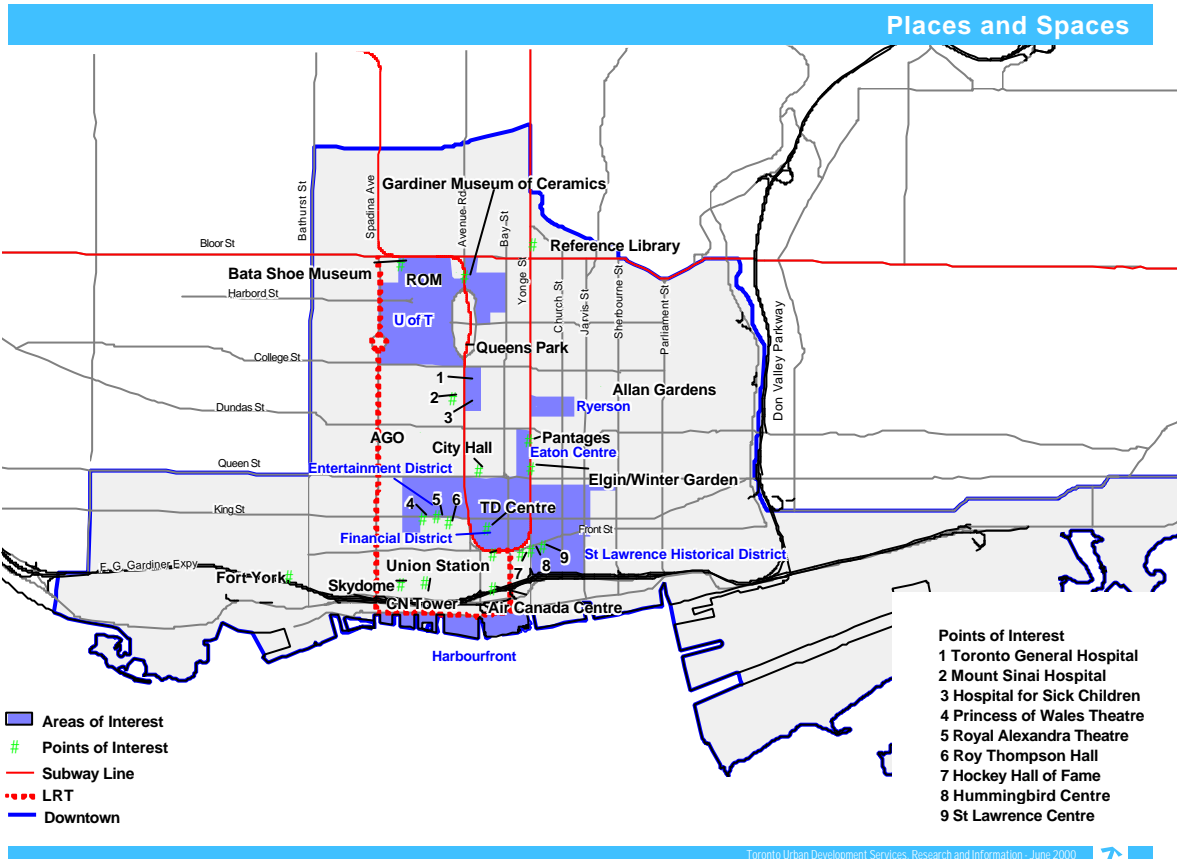 Places and Spaces
Gardiner Museum of Ceramics
Bathurst St
Spadina Ave
Avenue Rd
Bay St
Bloor St
Reference Library
Bata Shoe Museum
ROM
Yonge St
Church St
Jarvis St
Sherbourne St
Parliament St
Don Valley Parkway
Harbord St
U of T
Queens Park
College St
1
2
3
Allan Gardens
Ryerson
Dundas St
AGO
City Hall
Pantages
Eaton Centre
Queen St
Entertainment District
Elgin/Winter Garden
King St
4
5
6
TD Centre
Financial District
Front St
St Lawrence Historical District
F. G. Gardiner Expy
Fort York
Union Station
7
8
9
Skydome
CN Tower
Air Canada Centre
Harbourfront
Areas of Interest
# Points of Interest
Subway Line
LRT
Downtown
Points of Interest
1 Toronto General Hospital
2 Mount Sinai Hospital
3 Hospital for Sick Children
4 Princess of Wales Theatre
5 Royal Alexandra Theatre
6 Roy Thompson Hall
7 Hockey Hall of Fame
8 Hummingbird Centre
9 St Lawrence Centre
Toronto Urban Development Services, Research and Information - June 2000